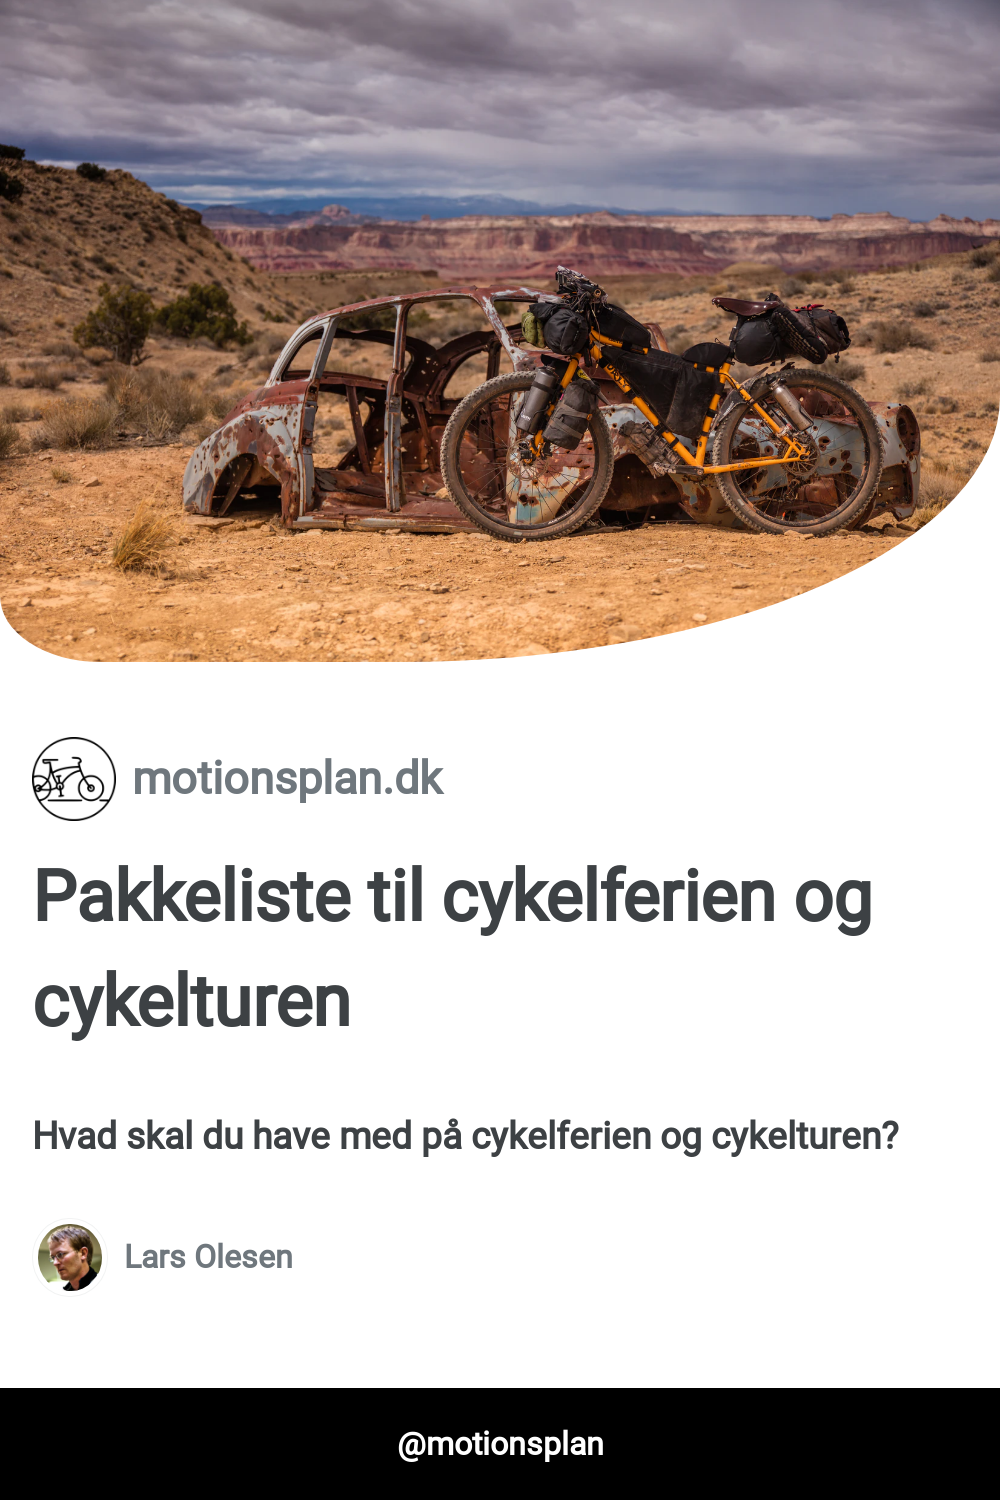 motionsplan.dk
Pakkeliste til cykelferien og
cykelturen
Hvad skal du have med på cykelferien og cykelturen?
Lars Olesen
@motionsplan